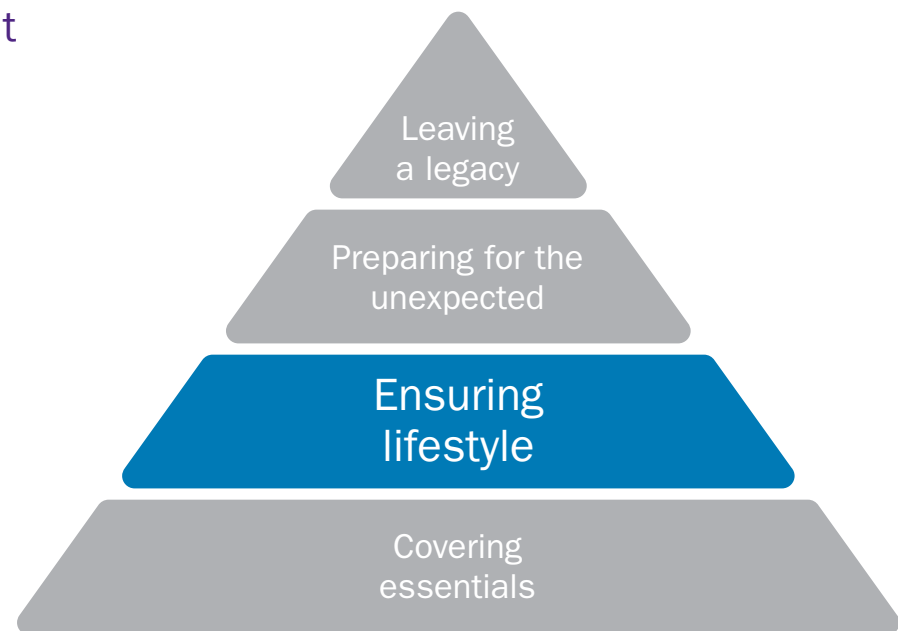 t
Leaving
a legacy
Preparing for the
unexpected
Ensuring
lifestyle
Covering
essentials